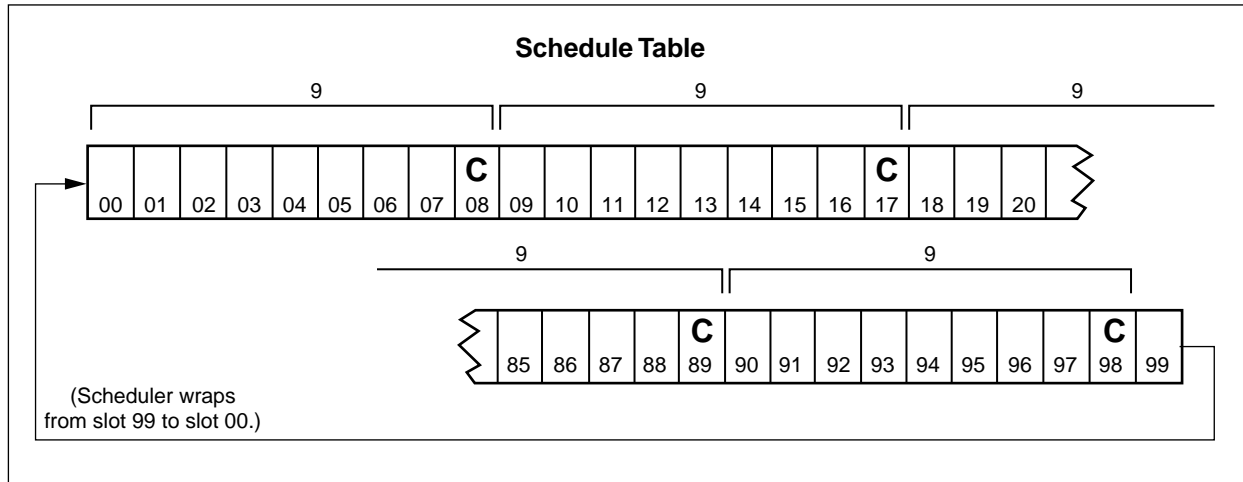 Schedule Table
9 9 9
C C
00 01 02 03 04 05 06 07 08 09 10 11 12 13 14 15 16 17 18 19 20
9 9
C C
85 86 87 88 89 90 91 92 93 94 95 96 97 98 99
(Scheduler wraps
from slot 99 to slot 00.)